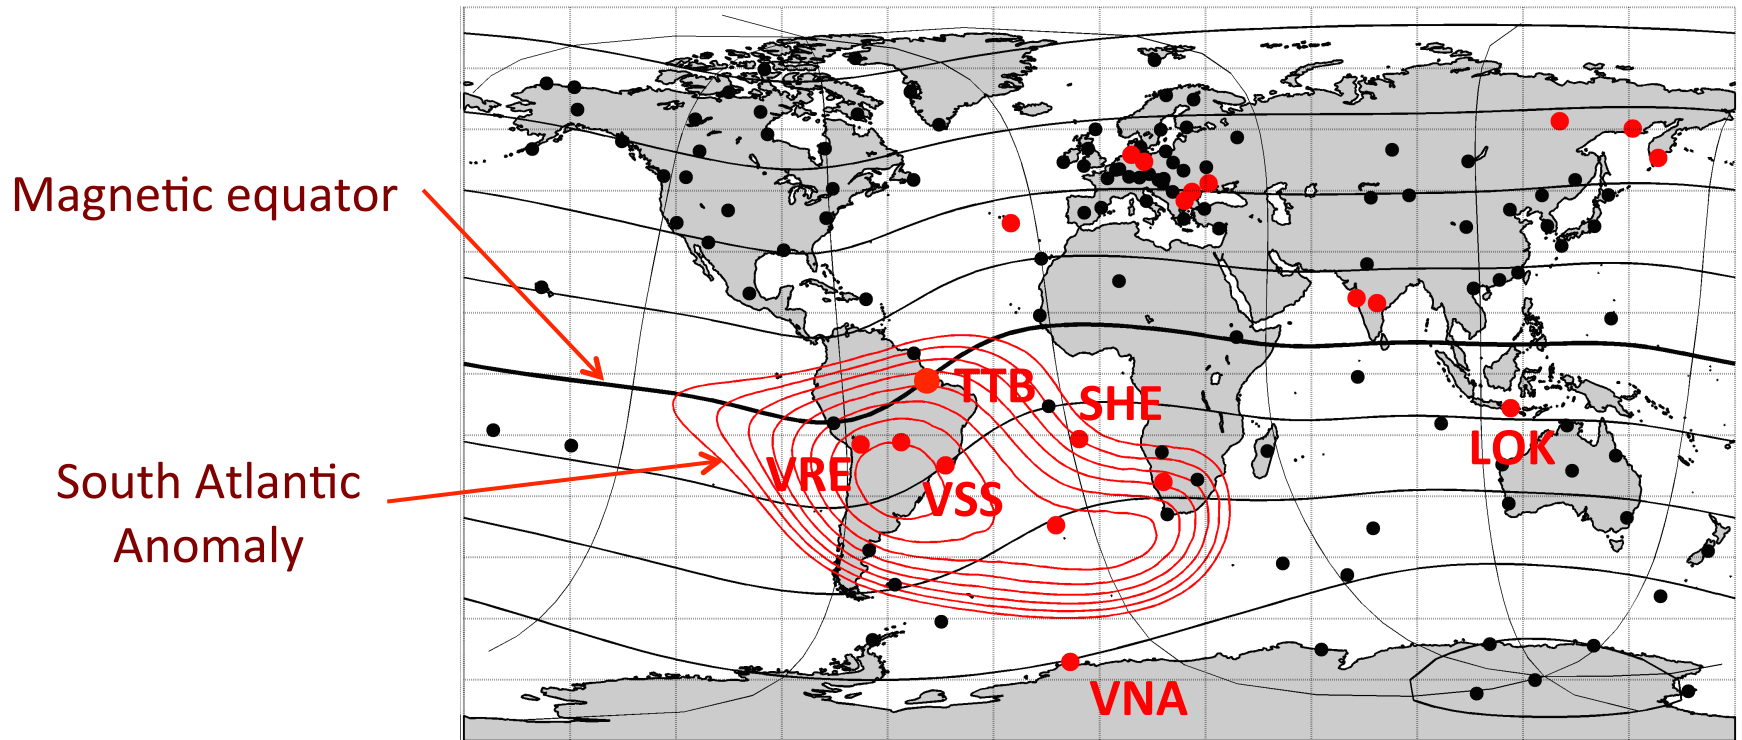 Magnetic equator
South Atlantic
Anomaly
TTB
SHE
VRE
VSS
LOK
VNA